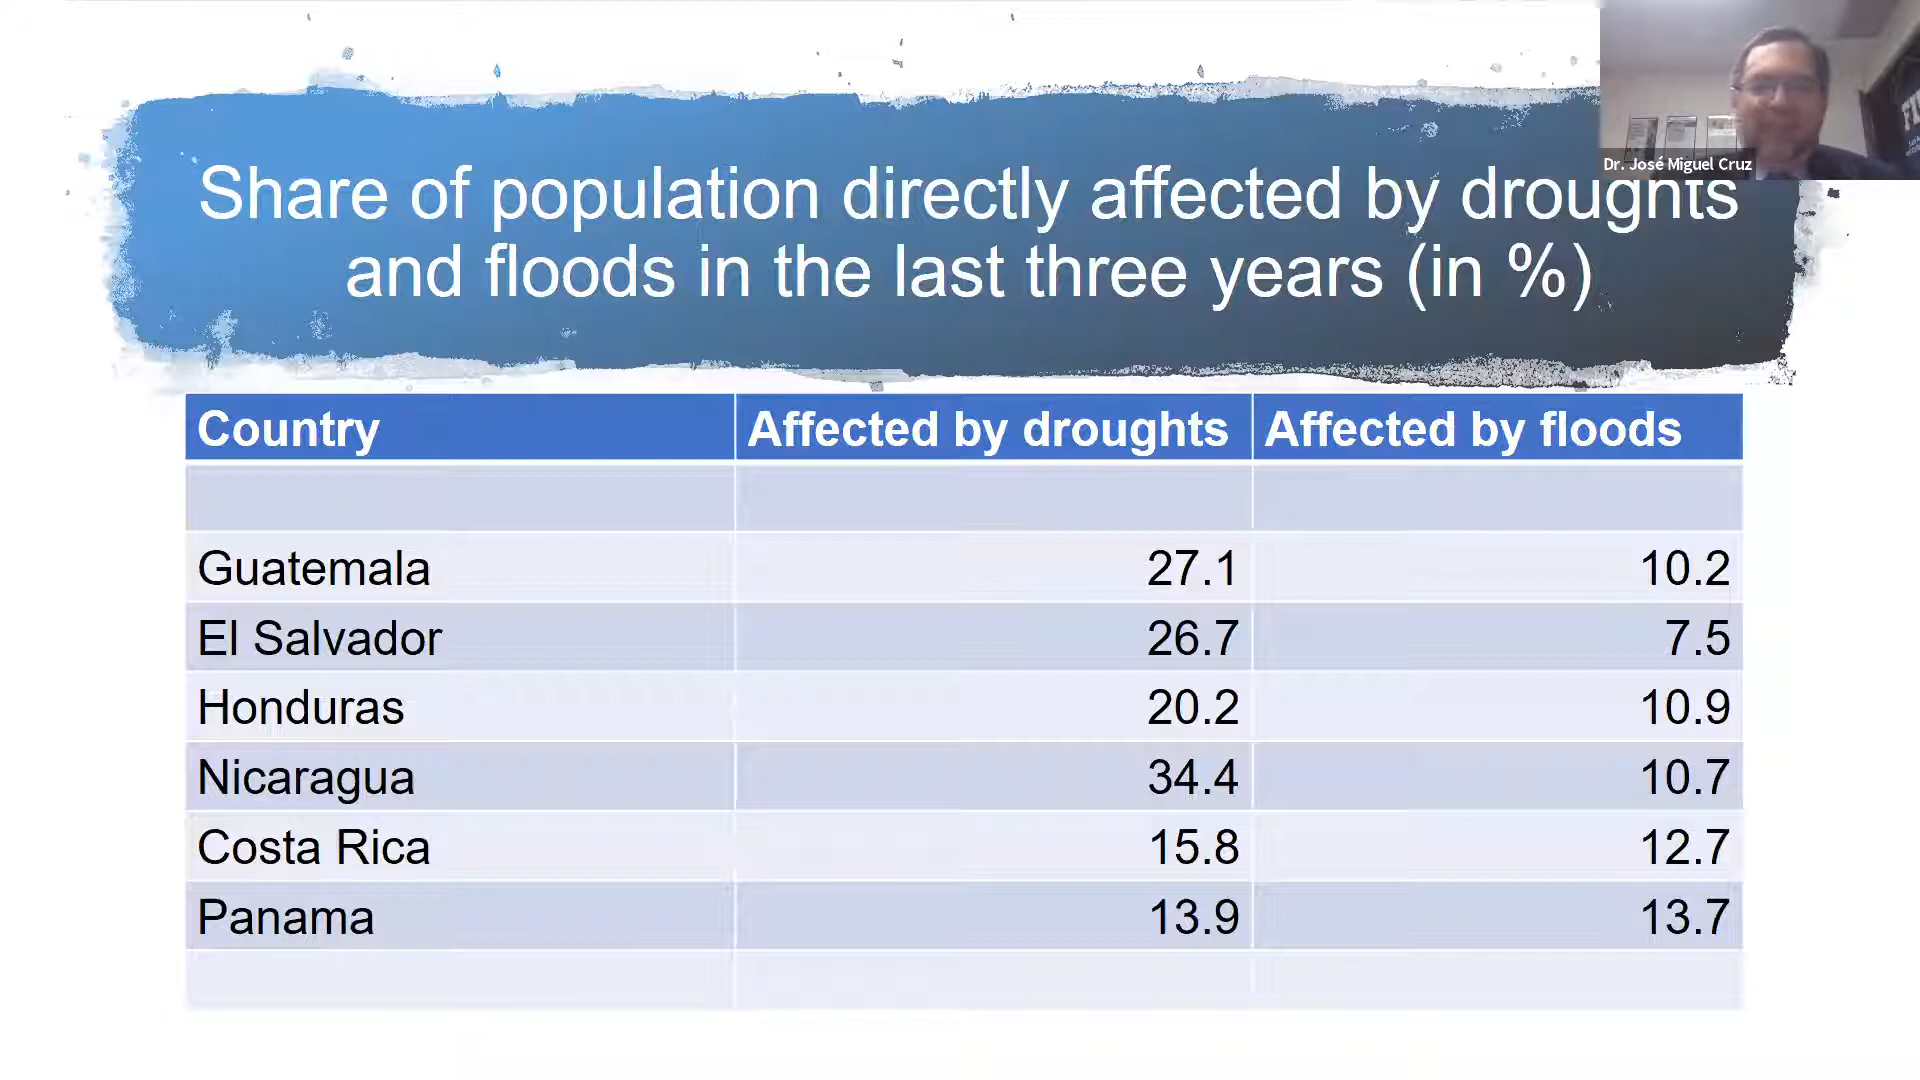 Dr. José Miguel Cruz
Share of population directly affected by droughts
and floods in the last three years (in %)
Country Affected by droughts Affected by floods
Guatemala 27.1 10.2
El Salvador 26.7 7.5
Honduras 20.2 10.9
Nicaragua 34.4 10.7
Costa Rica 15.8 12.7
Panama 13.9 13.7